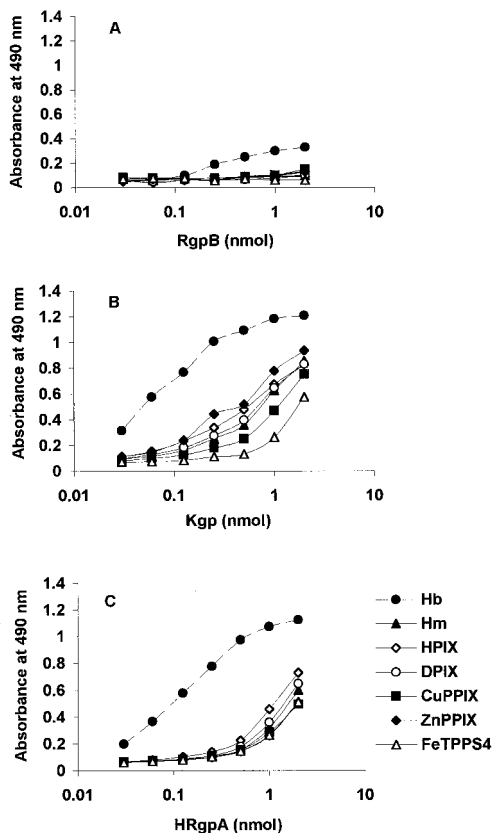 A
Absorbance at 490 nm
1.4
1.2
1
0.8
0.6
0.4
0.2
0
0.01 0.1 1 10
RgpB (nmol)
B
Absorbance at 490 nm
1.4
1.2
1
0.8
0.6
0.4
0.2
0
0.01 0.1 1 10
Kgp (nmol)
C
Absorbance at 490 nm
1.4
1.2
1
0.8
0.6
0.4
0.2
0
0.01 0.1 1 10
HRgpA (nmol)
Hb
Hm
HPIX
DPIX
CuPPIX
ZnPPIX
FeTPPS4